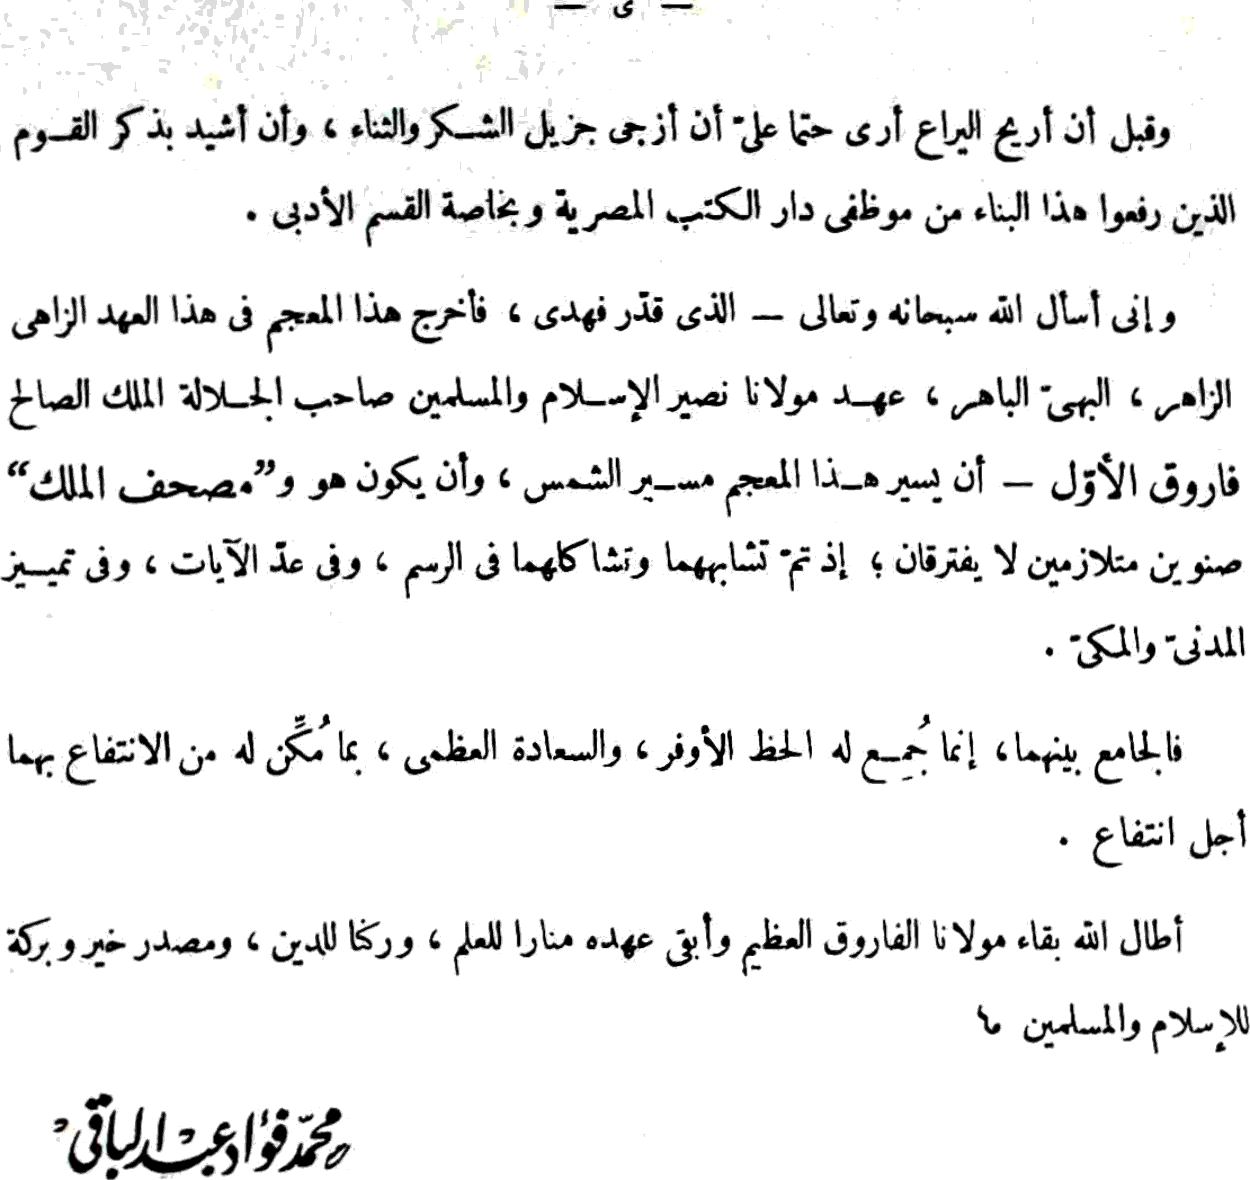 — ى —
وقبل أن أريح اليراع أرى حتما علىّ أن أزجى جزيل الشكر والثناء ، وأن أشيد بذكر القوم
الذين رفعوا هذا البناء من موظفى دار الكتب المصرية وبخاصة القسم الأدبى .
وإنى أسأل الله سبحانه وتعالى — الذى قدّر فهدى ، فأخرج هذا المعجم فى هذا العهد الزاهى
الزاهر ، البهىّ الباهر ، عهد مولانا نصير الإسلام والمسلمين صاحب الجلالة الملك الصالح
فاروق الأوّل — أن يسير هذا المعجم مسير الشمس ، وأن يكون هو و”مصحف الملك“
صنوين متلازمين لا يفترقان ؛ إذ تمّ تشابههما وتشاكلهما فى الرسم ، وفى عدّ الآيات ، وفى تمييز
المدنىّ والمكىّ .
فالجامع بينهما ، إنما جُمِع له الحظ الأوفر ، والسعادة العظمى ، بما مُكِّن له من الانتفاع بهما
أجل انتفاع .
أطال الله بقاء مولانا الفاروق العظيم وأبقى عهده منارا للعلم ، وركنا للدين ، ومصدر خير وبركة
للإسلام والمسلمين ما
محمّد فؤاد عبد الباقى